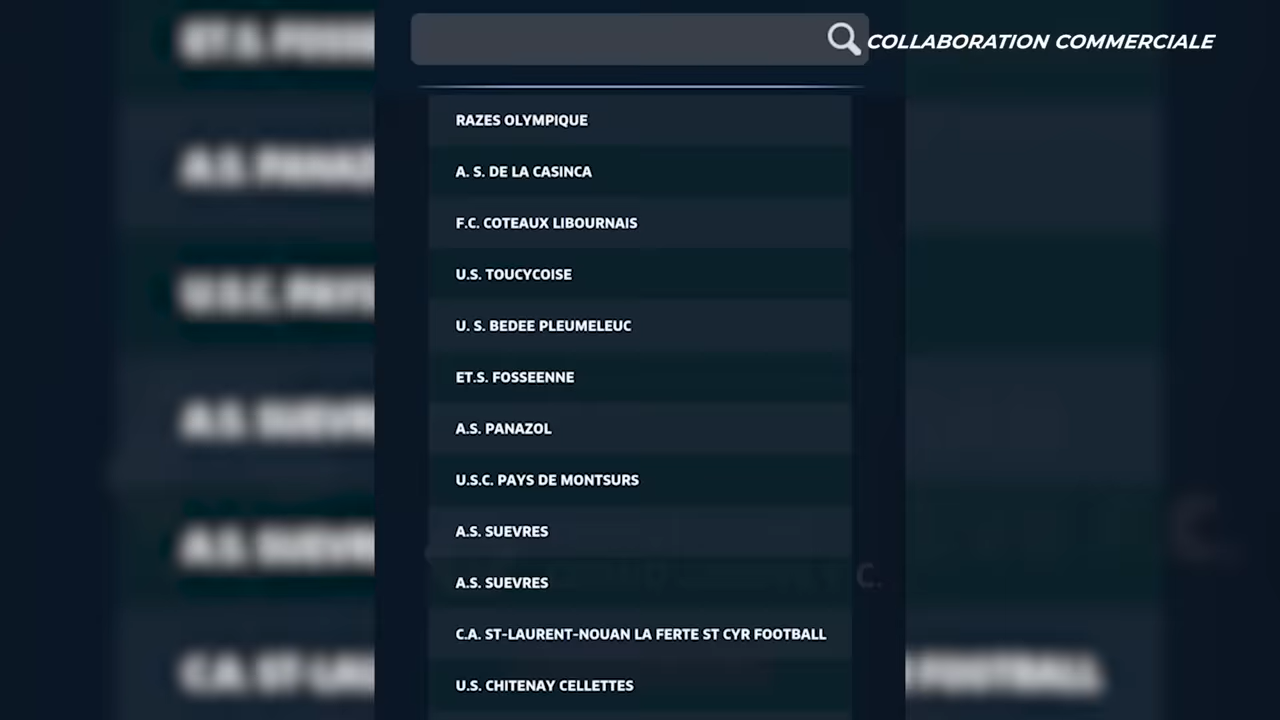 COLLABORATION COMMERCIALE
RAZES OLYMPIQUE
A. S. DE LA CASINCA
F.C. COTEAUX LIBOURNAIS
U.S. TOUCYCOISE
U. S. BEDEE PLEUMELEUC
ET.S. FOSSEENNE
A.S. PANAZOL
U.S.C. PAYS DE MONTSURS
A.S. SUEVRES
A.S. SUEVRES
C.A. ST-LAURENT-NOUAN LA FERTE ST CYR FOOTBALL
U.S. CHITENAY CELLETTES